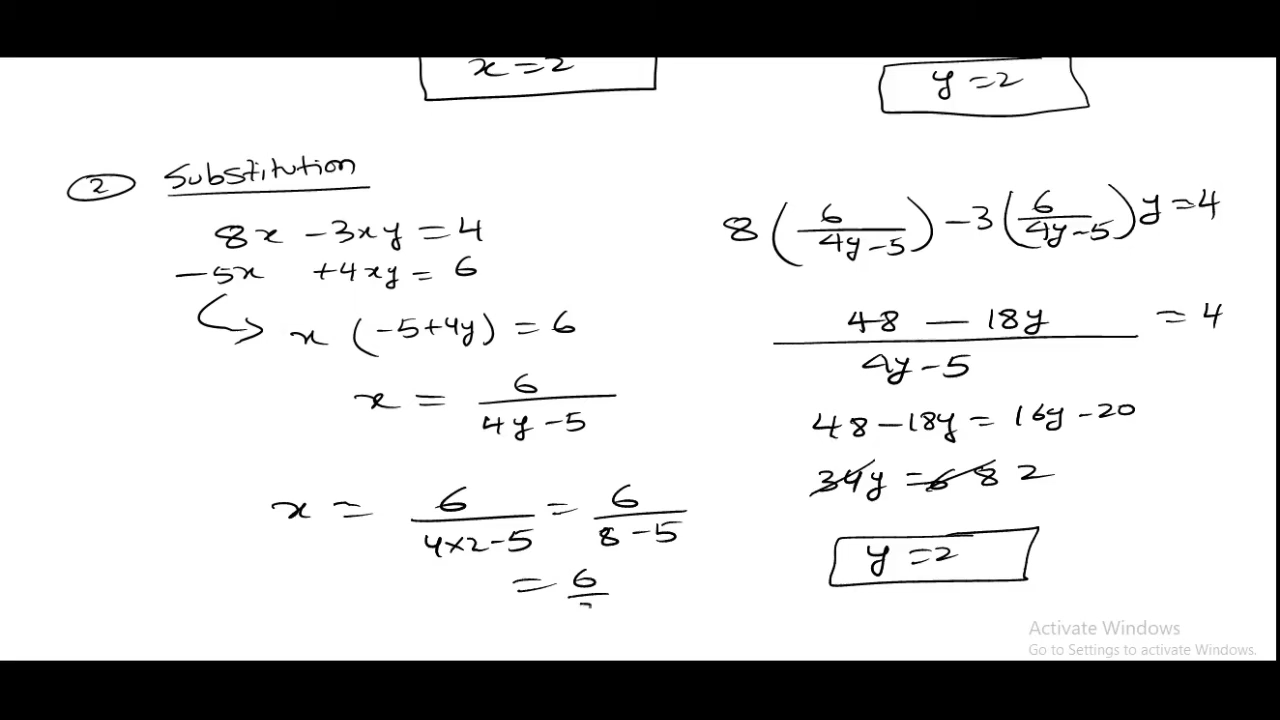 x = 2
y = 2
② Substitution
8x - 3xy = 4
-5x + 4xy = 6
x (-5+4y) = 6
x = 6/(4y-5)
x = 6/(4×2-5) = 6/(8-5)
= 6/
8 (6/(4y-5)) - 3 (6/(4y-5)) y = 4
(48 - 18y)/(4y-5) = 4
48 - 18y = 16y - 20
34y = 68 2
y = 2
Activate Windows
Go to Settings to activate Windows.